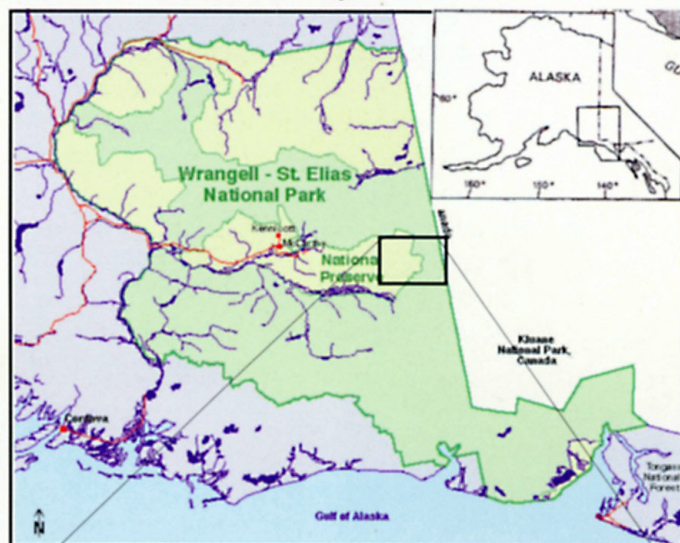 ALASKA
60°
160°
150°
140°
Wrangell - St. Elias
National Park
Kennicott
McCarthy
National
Preserve
Kluane
National Park,
Canada
Cordova
Tongass
National
Forest
Gulf of Alaska
N